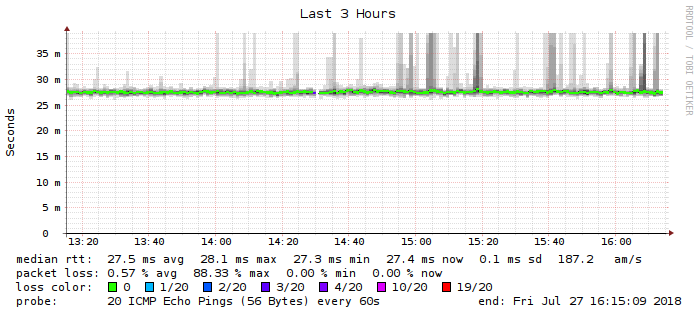 Last 3 Hours
RRDTOOL / TOBI OETIKER
Seconds
35 m
30 m
25 m
20 m
15 m
10 m
5 m
0
13:20 13:40 14:00 14:20 14:40 15:00 15:20 15:40 16:00
median rtt: 27.5 ms avg 28.1 ms max 27.3 ms min 27.4 ms now 0.1 ms sd 187.2 am/s
packet loss: 0.57 % avg 88.33 % max 0.00 % min 0.00 % now
loss color: 0 1/20 2/20 3/20 4/20 10/20 19/20
probe: 20 ICMP Echo Pings (56 Bytes) every 60s end: Fri Jul 27 16:15:09 2018